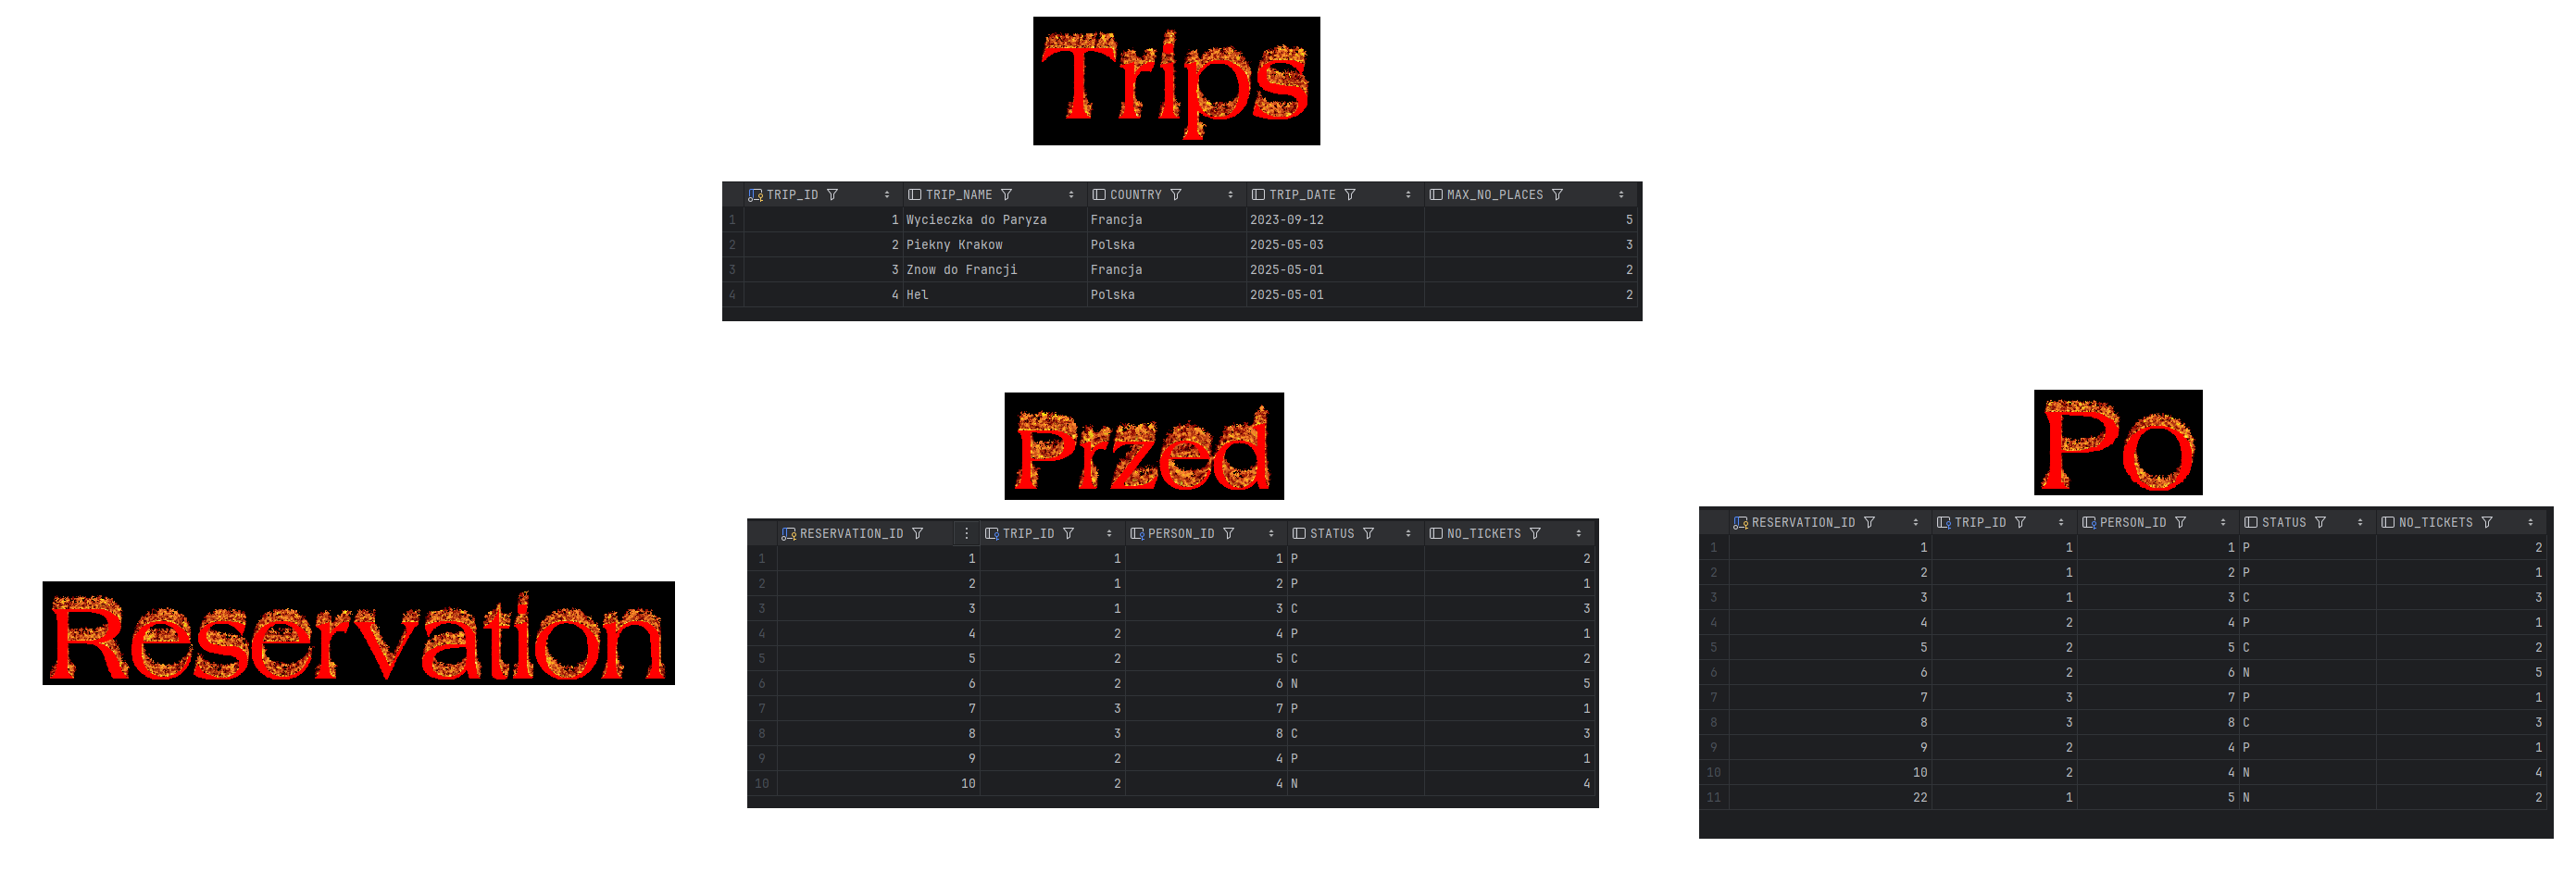 Trips
TRIP_ID TRIP_NAME COUNTRY TRIP_DATE MAX_NO_PLACES
1 1 Wycieczka do Paryza Francja 2023-09-12 5
2 2 Piekny Krakow Polska 2025-05-03 3
3 3 Znow do Francji Francja 2025-05-01 2
4 4 Hel Polska 2025-05-01 2
Reservation
Przed
RESERVATION_ID TRIP_ID PERSON_ID STATUS NO_TICKETS
1 1 1 1 P 2
2 2 1 2 P 1
3 3 1 3 C 3
4 4 2 4 P 1
5 5 2 5 C 2
6 6 2 6 N 5
7 7 3 7 P 1
8 8 3 8 C 3
9 9 2 4 P 1
10 10 2 4 N 4
Po
RESERVATION_ID TRIP_ID PERSON_ID STATUS NO_TICKETS
1 1 1 1 P 2
2 2 1 2 P 1
3 3 1 3 C 3
4 4 2 4 P 1
5 5 2 5 C 2
6 6 2 6 N 5
7 7 3 7 P 1
8 8 3 8 C 3
9 9 2 4 P 1
10 10 2 4 N 4
11 22 1 5 N 2